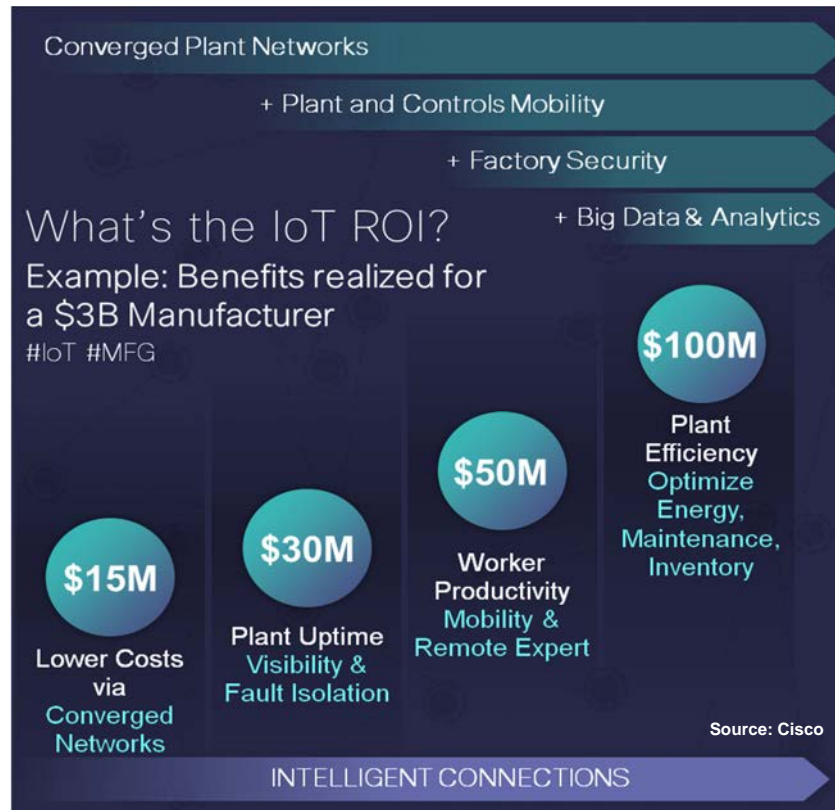 Converged Plant Networks
+ Plant and Controls Mobility
+ Factory Security
+ Big Data & Analytics
What's the IoT ROI?
Example: Benefits realized for
a $3B Manufacturer
#IoT #MFG
$15M
Lower Costs
via
Converged
Networks
$30M
Plant Uptime
Visibility &
Fault Isolation
$50M
Worker
Productivity
Mobility &
Remote Expert
$100M
Plant
Efficiency
Optimize
Energy,
Maintenance,
Inventory
Source: Cisco
INTELLIGENT CONNECTIONS